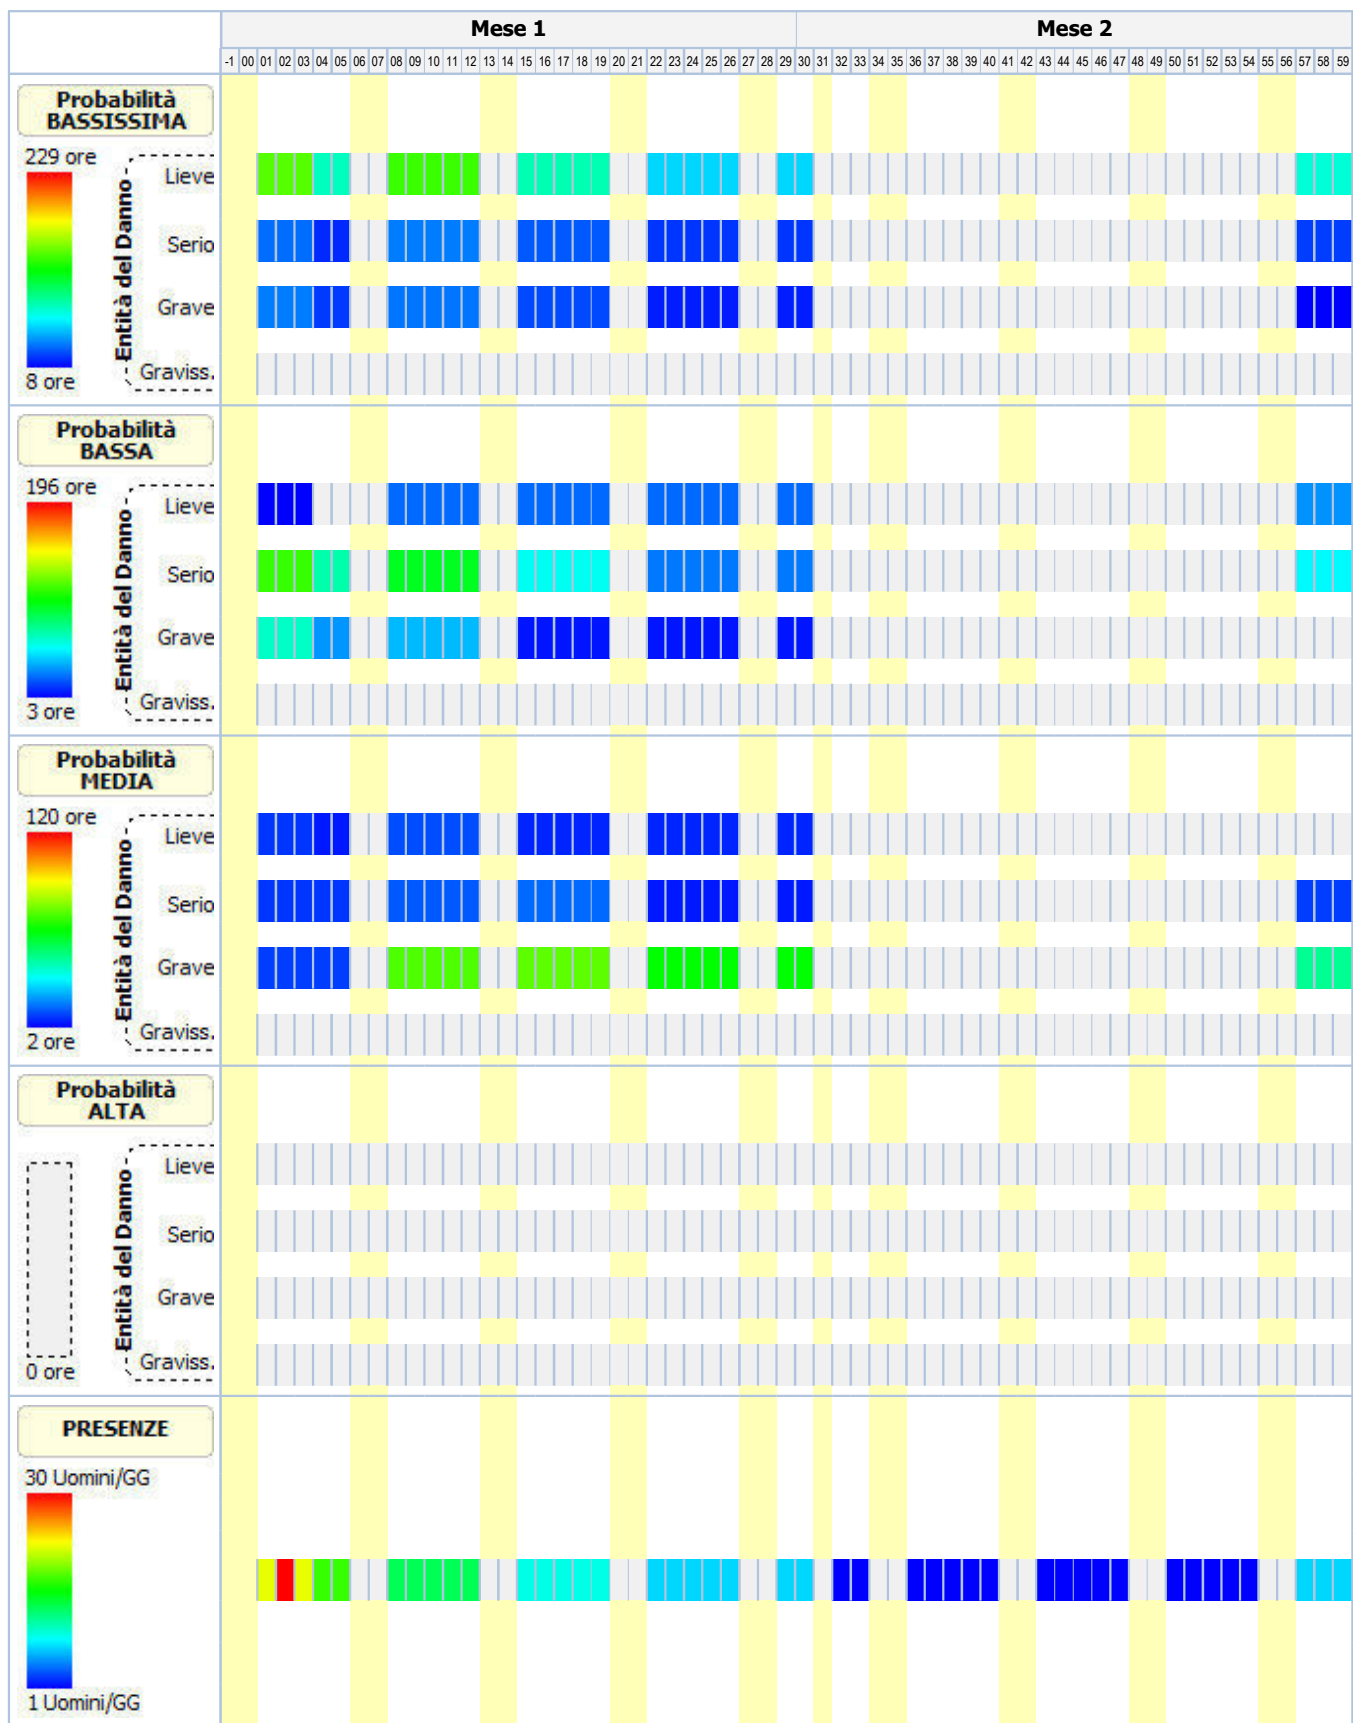 Mese 1 Mese 2
-1 00 01 02 03 04 05 06 07 08 09 10 11 12 13 14 15 16 17 18 19 20 21 22 23 24 25 26 27 28 29 30 31 32 33 34 35 36 37 38 39 40 41 42 43 44 45 46 47 48 49 50 51 52 53 54 55 56 57 58 59
Probabilità
BASSISSIMA
229 ore
Entità del Danno
Lieve
Serio
Grave
Graviss.
8 ore
Probabilità
BASSA
196 ore
Entità del Danno
Lieve
Serio
Grave
Graviss.
3 ore
Probabilità
MEDIA
120 ore
Entità del Danno
Lieve
Serio
Grave
Graviss.
2 ore
Probabilità
ALTA
Entità del Danno
Lieve
Serio
Grave
Graviss.
0 ore
PRESENZE
30 Uomini/GG
1 Uomini/GG